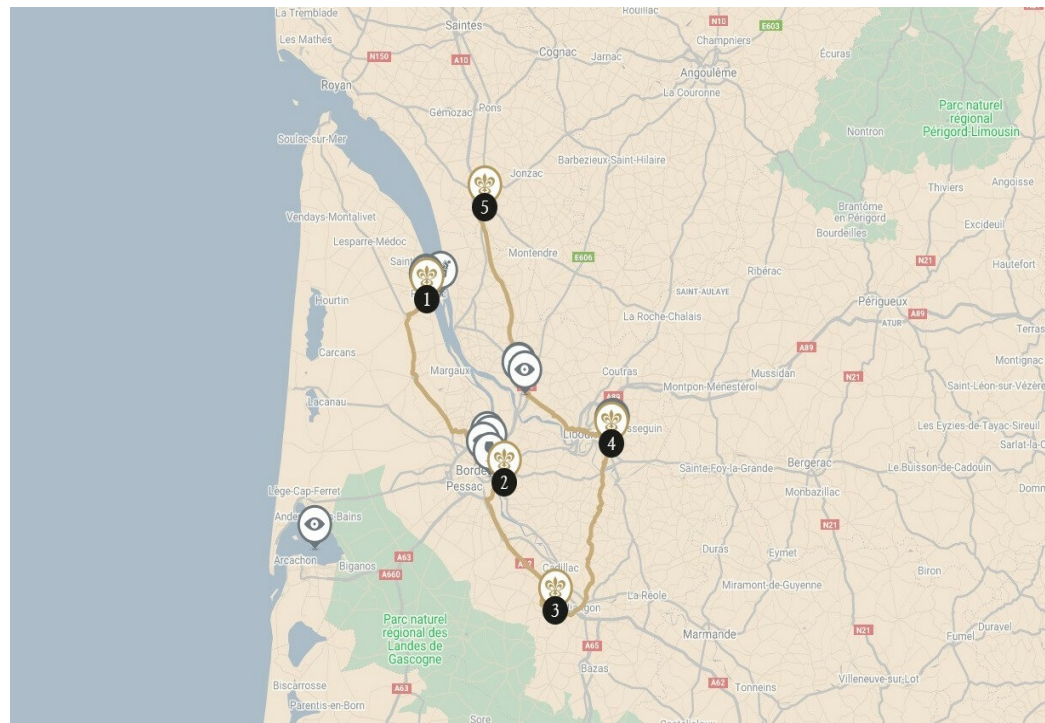 La Tremblade
Rouillac
N10
E603
Saintes
Les Mathes
Champniers
Cognac
Jarnac
Écuras
N150
A10
Angoulême
Royan
La Couronne
Pons
Gémozac
Parc naturel
régional
Périgord-Limousin
Soulac-sur-Mer
Nontron
Barbezieux-Saint-Hilaire
Jonzac
Thiviers
Angoisse
5
Brantôme
en Périgord
Vendays-Montalivet
Excideuil
Bourdeilles
Lesparre-Médoc
Montendre
N21
E606
Hautefort
Ribérac
SAINT-AULAYE
1
Hourtin
Périgueux
La Roche-Chalais
A89
ATUR
Terras
Carcans
A89
Montignac
Margaux
Coutras
Mussidan
N21
Montpon-Ménestérol
Saint-Léon-sur-Vézère
Lacanau
A89
Les Eyzies-de-Tayac-Sireuil
4
Sarlat-la-C
Bergerac
Sainte-Foy-la-Grande
Le Buisson-de-Cadouin
2
Pessac
Lège-Cap-Ferret
Monbazillac
N21
Arcachon
Biganos
A63
Duras
Eymet
A660
Cadillac
Biron
Miramont-de-Guyenne
La Réole
3
Parc naturel
régional des
Landes de
Gascogne
Marmande
N21
Duravel
Fumel
A65
Bazas
Biscarrosse
A63
A62
Tonneins
Villeneuve-sur-Lot
Parentis-en-Born
Sore